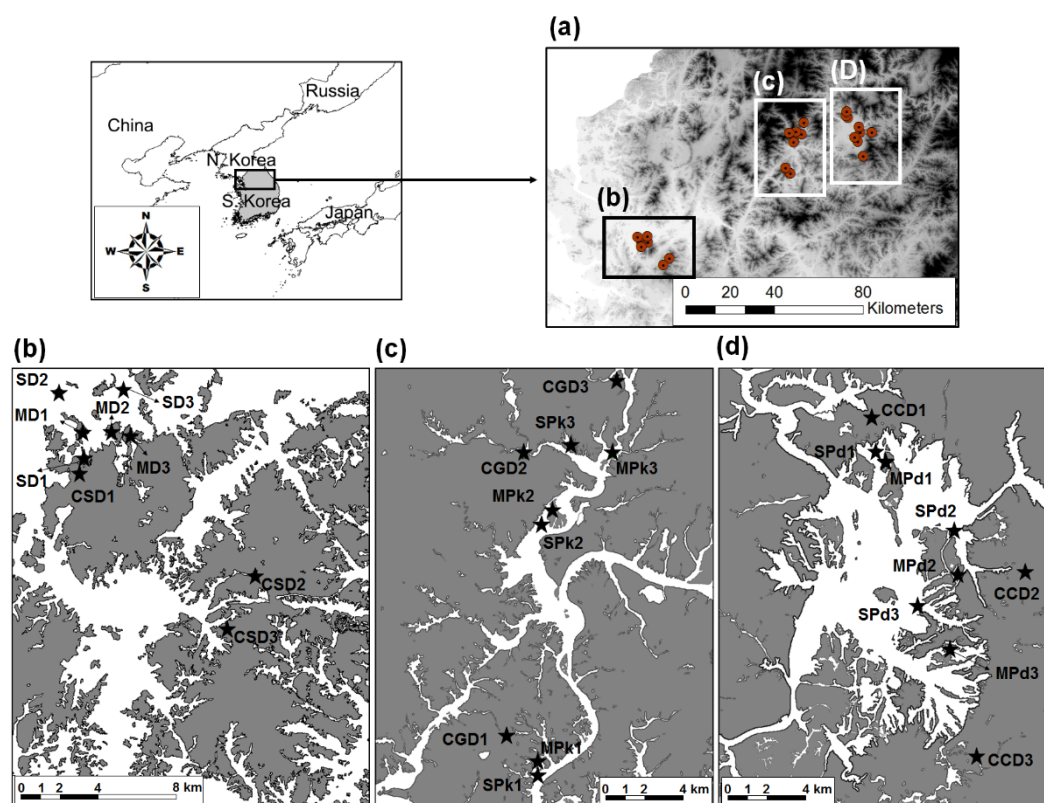 (a)
Russia
China
N. Korea
S. Korea
Japan
N
W
E
S
(c)
(D)
(b)
0 20 40 80
Kilometers
(b)
SD2
MD2
SD3
MD1
MD3
SD1
CSD1
CSD2
CSD3
0 1 2 4 8 km
(c)
CGD3
SPk3
CGD2
MPk3
MPk2
SPk2
CGD1
MPk1
SPk1
0 1 2 4 km
(d)
CCD1
SPd1
MPd1
SPd2
MPd2
CCD2
SPd3
MPd3
CCD3
0 1 2 4 km